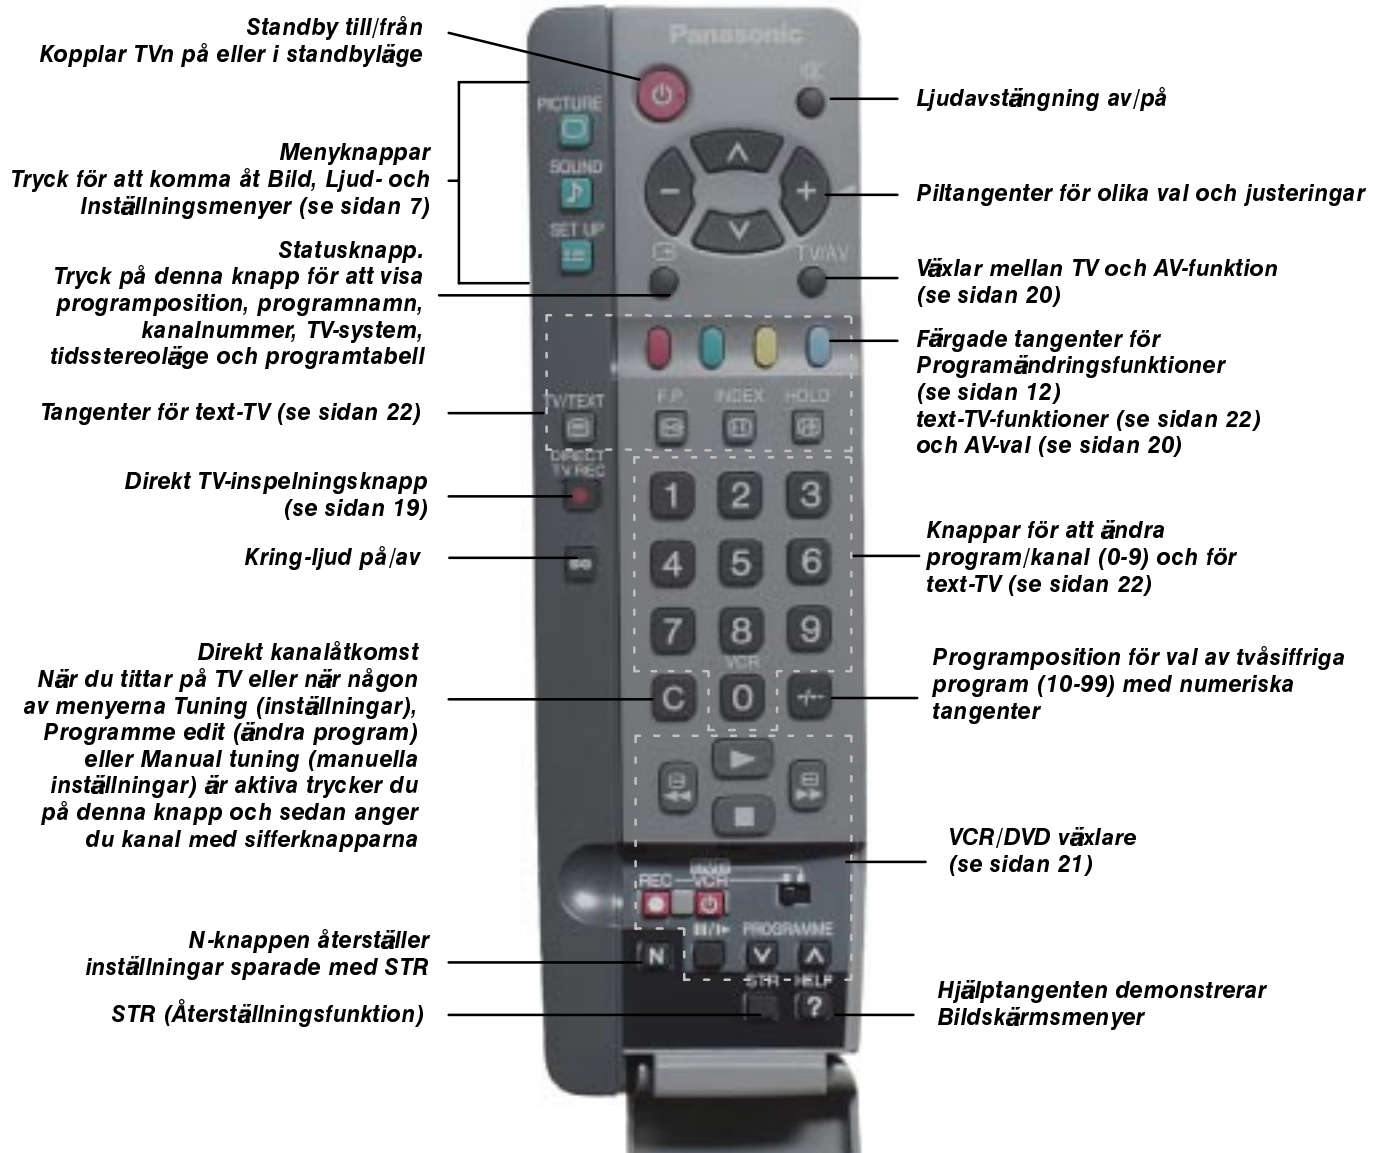 Standby till/från
Kopplar TVn på eller i standbyläge
Menyknappar
Tryck för att komma åt Bild, Ljud- och
Inställningsmenyer (se sidan 7)
Statusknapp.
Tryck på denna knapp för att visa
programposition, programnamn,
kanalnummer, TV-system,
tidsstereoläge och programtabell
Tangenter för text-TV (se sidan 22)
Direkt TV-inspelningsknapp
(se sidan 19)
Kring-ljud på/av
Direkt kanalåtkomst
När du tittar på TV eller när någon
av menyerna Tuning (inställningar),
Programme edit (ändra program)
eller Manual tuning (manuella
inställningar) är aktiva trycker du
på denna knapp och sedan anger
du kanal med sifferknapparna
N-knappen återställer
inställningar sparade med STR
STR (Återställningsfunktion)
Panasonic
PICTURE
SOUND
SET UP
TV/AV
TV/TEXT
F.P.
INDEX
HOLD
DIRECT
TV REC
1
2
3
4
5
6
7
8
9
VCR
C
0
-/--
REC
VCR
PROGRAMME
N
STR
HELP
?
Ljudavstängning av/på
Piltangenter för olika val och justeringar
Växlar mellan TV och AV-funktion
(se sidan 20)
Färgade tangenter för
Programändringsfunktioner
(se sidan 12)
text-TV-funktioner (se sidan 22)
och AV-val (se sidan 20)
Knappar för att ändra
program/kanal (0-9) och för
text-TV (se sidan 22)
Programposition för val av tvåsiffriga
program (10-99) med numeriska
tangenter
VCR/DVD växlare
(se sidan 21)
Hjälptangenten demonstrerar
Bildskärmsmenyer